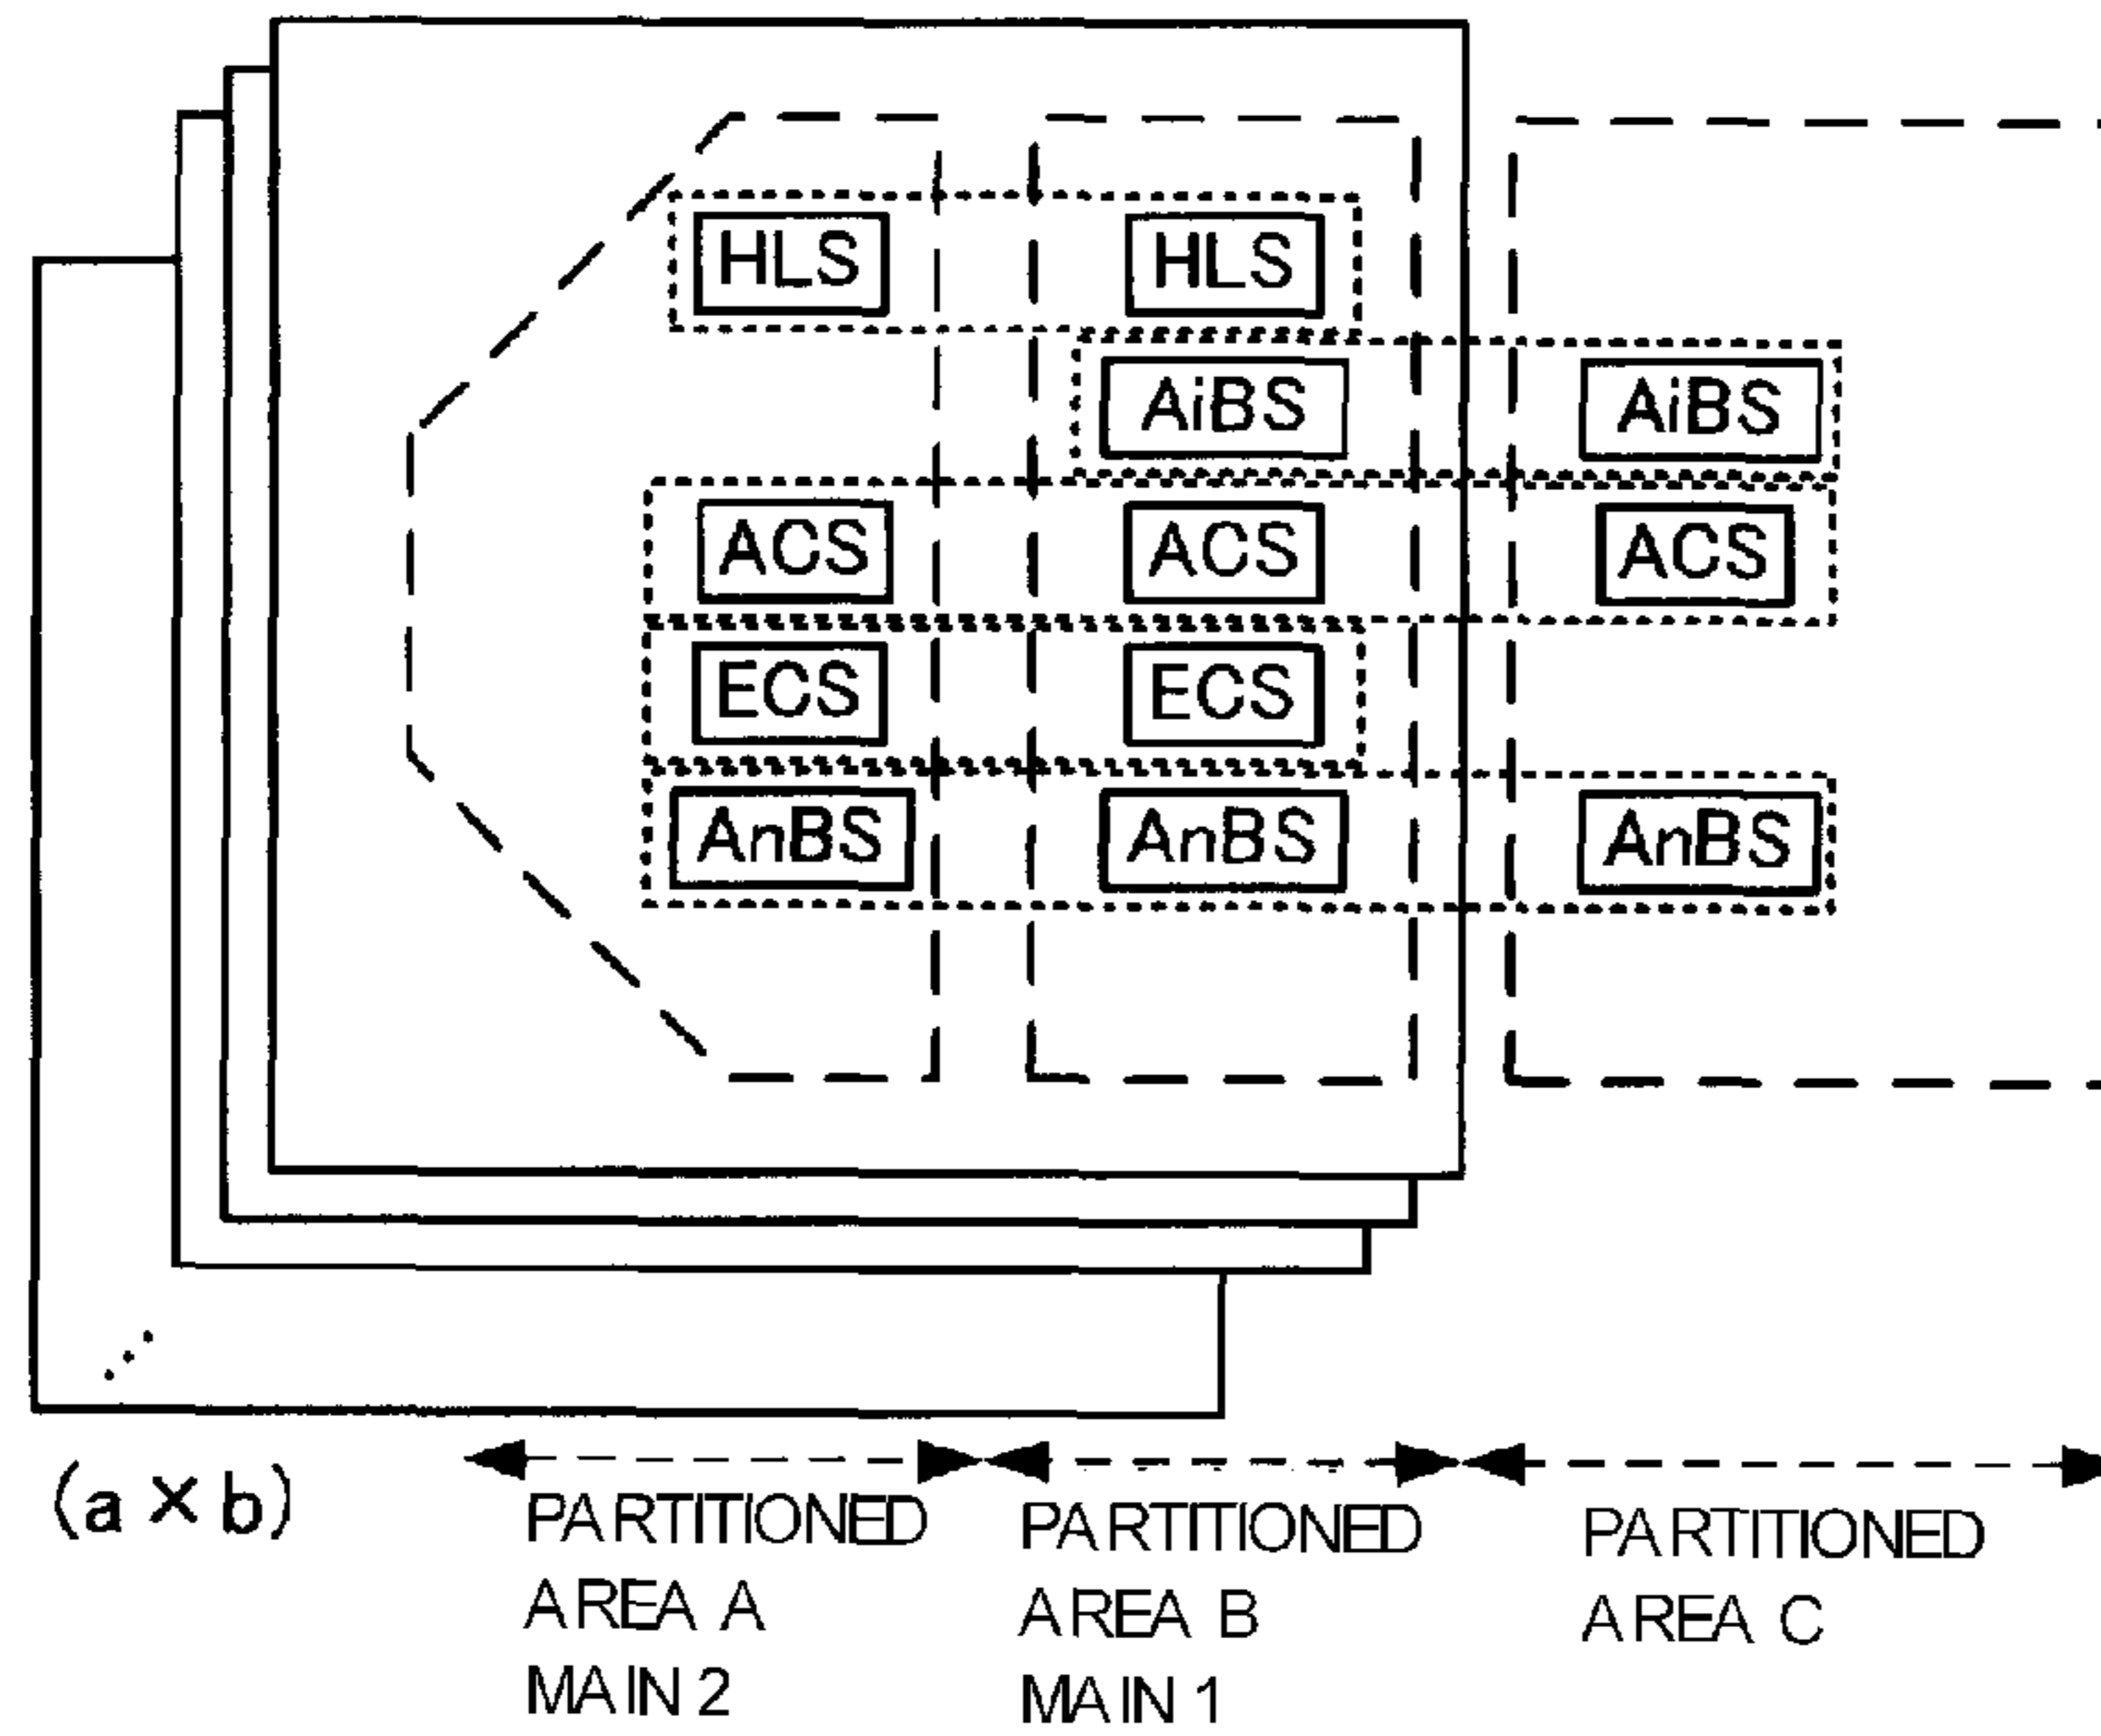 HLS HLS
AiBS AiBS
ACS ACS ACS
ECS ECS
AnBS AnBS AnBS
(a × b)
PARTITIONED
AREA A
MAIN 2
PARTITIONED
AREA B
MAIN 1
PARTITIONED
AREA C